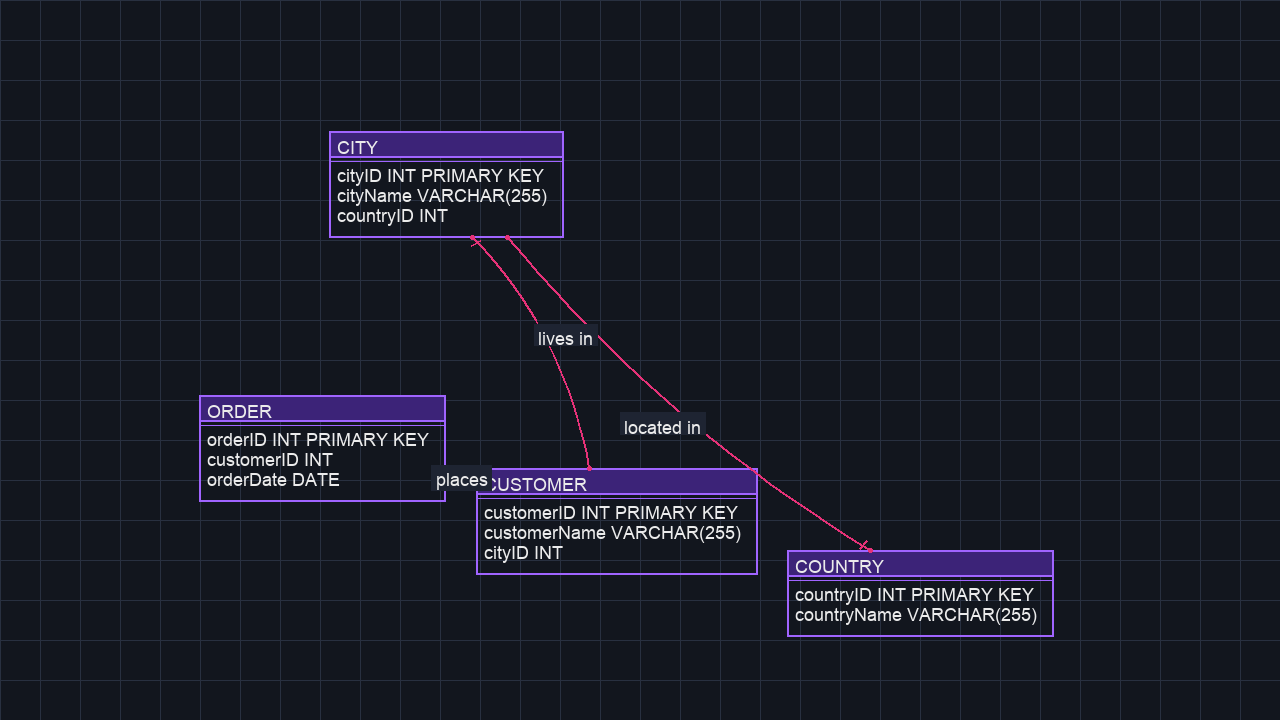 CITY
cityID INT PRIMARY KEY
cityName VARCHAR(255)
countryID INT
lives in
ORDER
orderID INT PRIMARY KEY
customerID INT
orderDate DATE
located in
places
CUSTOMER
customerID INT PRIMARY KEY
customerName VARCHAR(255)
cityID INT
COUNTRY
countryID INT PRIMARY KEY
countryName VARCHAR(255)